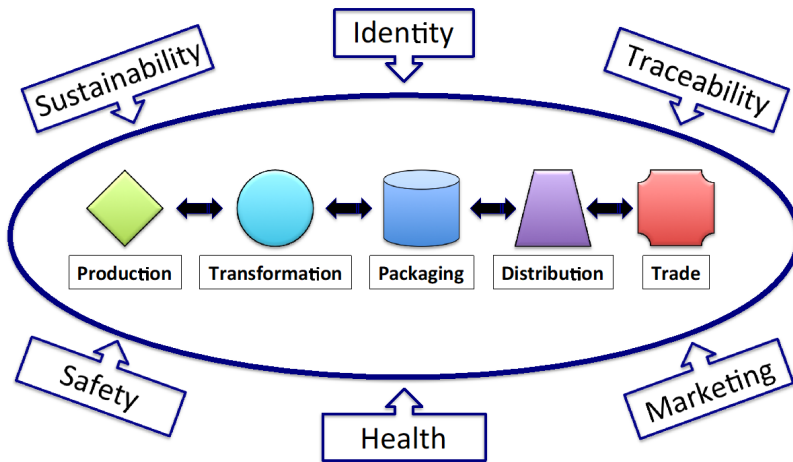 Sustainability
Identity
Traceability
Production
Transformation
Packaging
Distribution
Trade
Safety
Health
Marketing